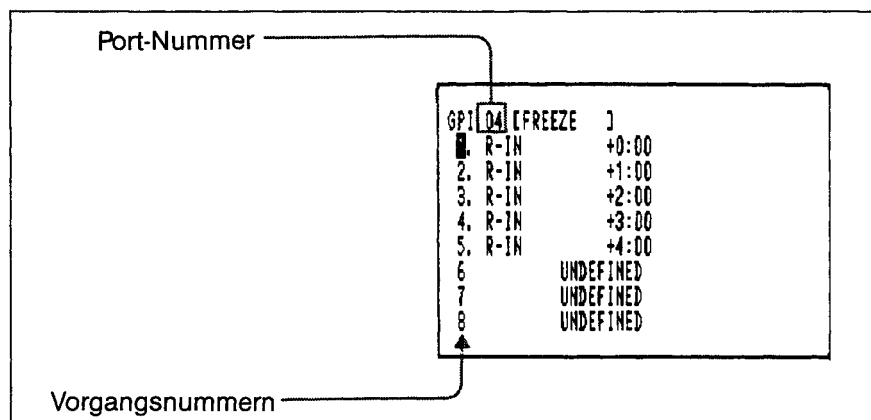 Port-Nummer
GPI 04 [FREEZE ]
1. R-IN +0:00
2. R-IN +1:00
3. R-IN +2:00
4. R-IN +3:00
5. R-IN +4:00
6 UNDEFINED
7 UNDEFINED
8 UNDEFINED
Vorgangsnummern